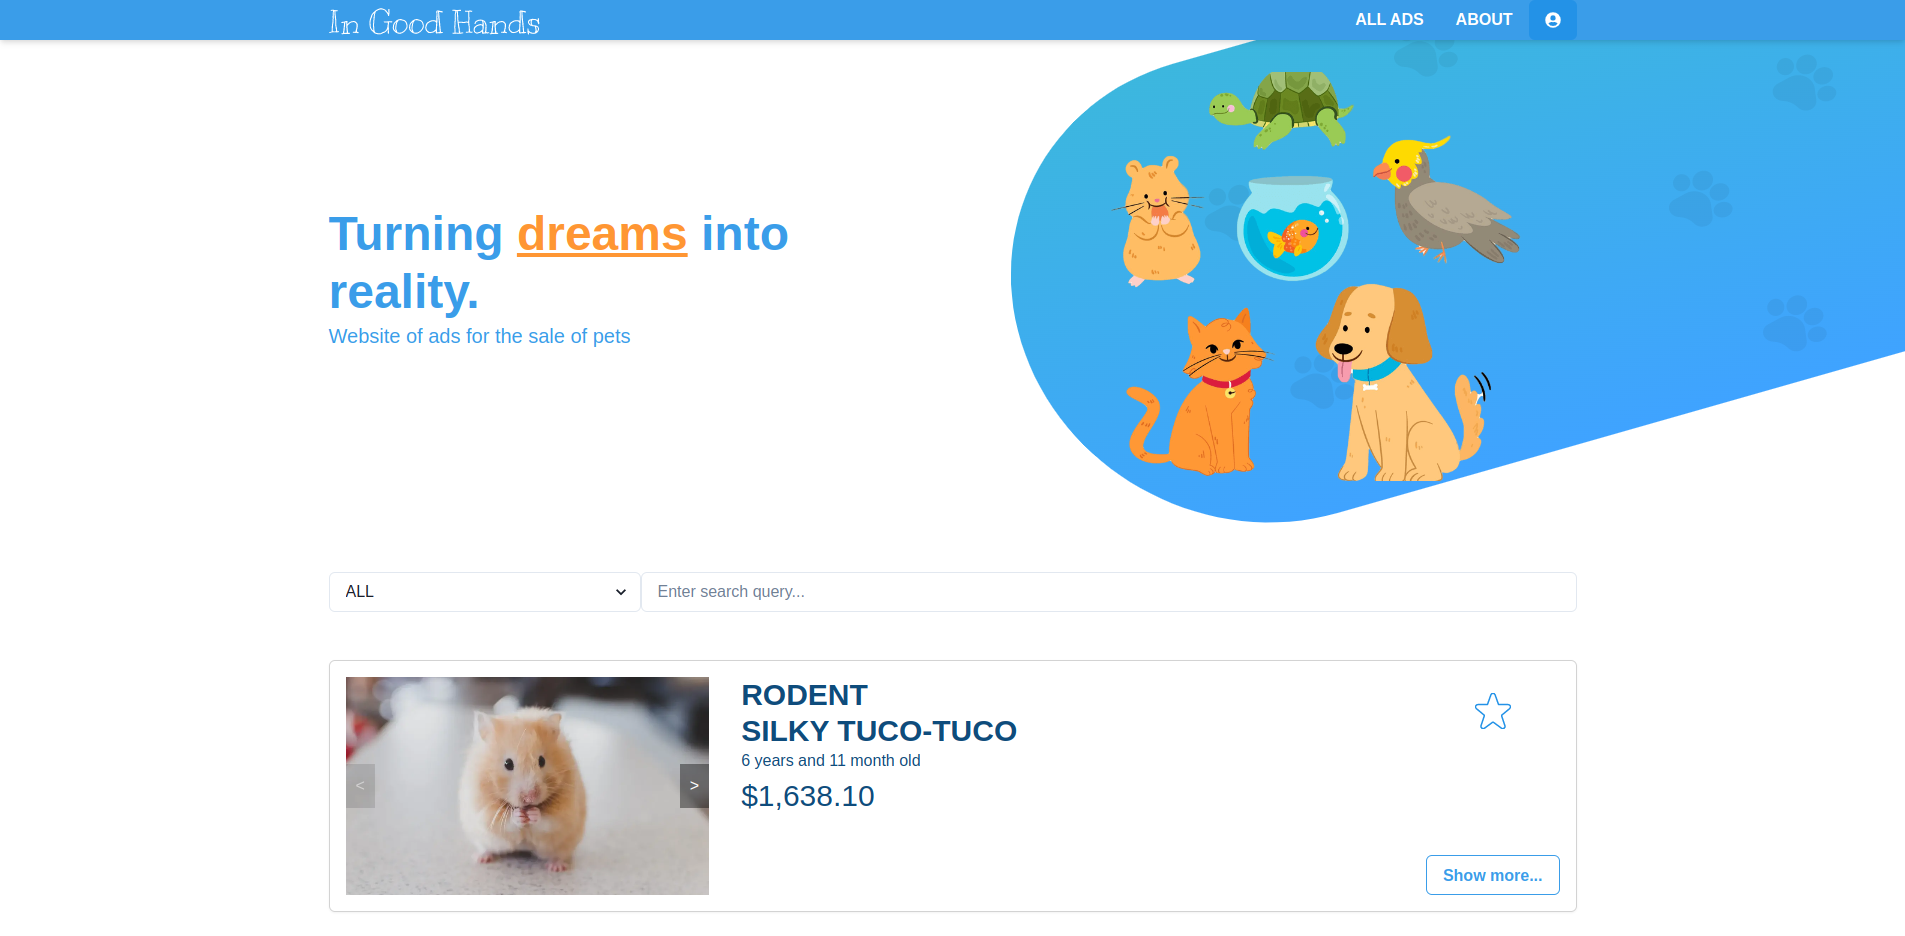 In Good Hands
ALL ADS
ABOUT
Turning dreams into
reality.
Website of ads for the sale of pets
ALL
Enter search query...
RODENT
SILKY TUCO-TUCO
6 years and 11 month old
$1,638.10
<
>
Show more...